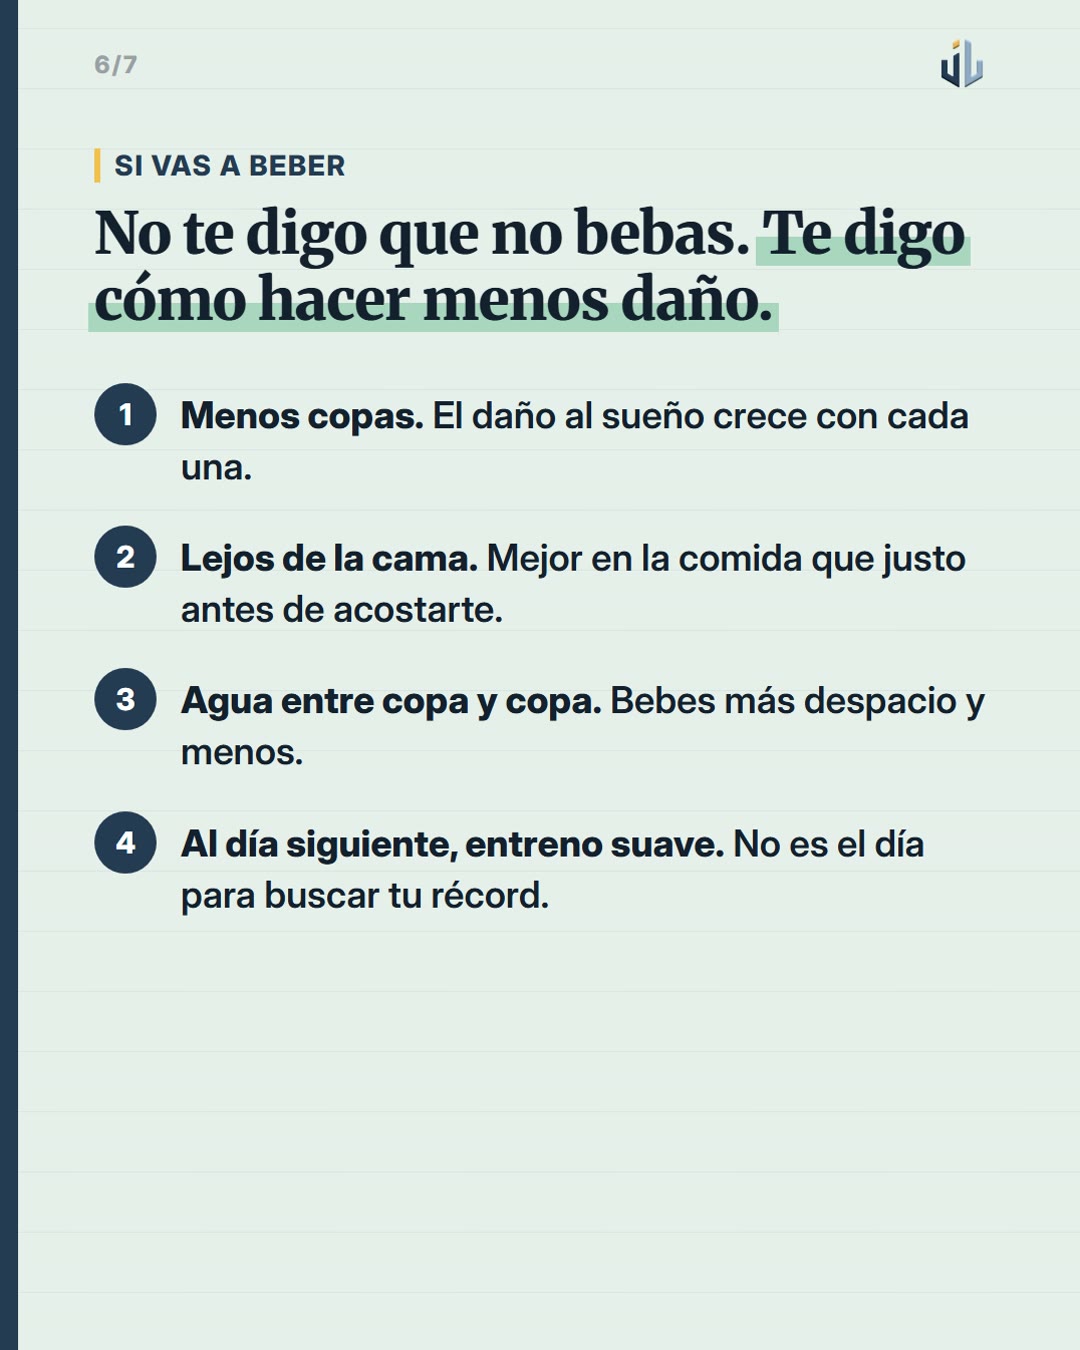 6/7
SI VAS A BEBER
No te digo que no bebas. Te digo
cómo hacer menos daño.
1 Menos copas. El daño al sueño crece con cada
una.
2 Lejos de la cama. Mejor en la comida que justo
antes de acostarte.
3 Agua entre copa y copa. Bebes más despacio y
menos.
4 Al día siguiente, entreno suave. No es el día
para buscar tu récord.